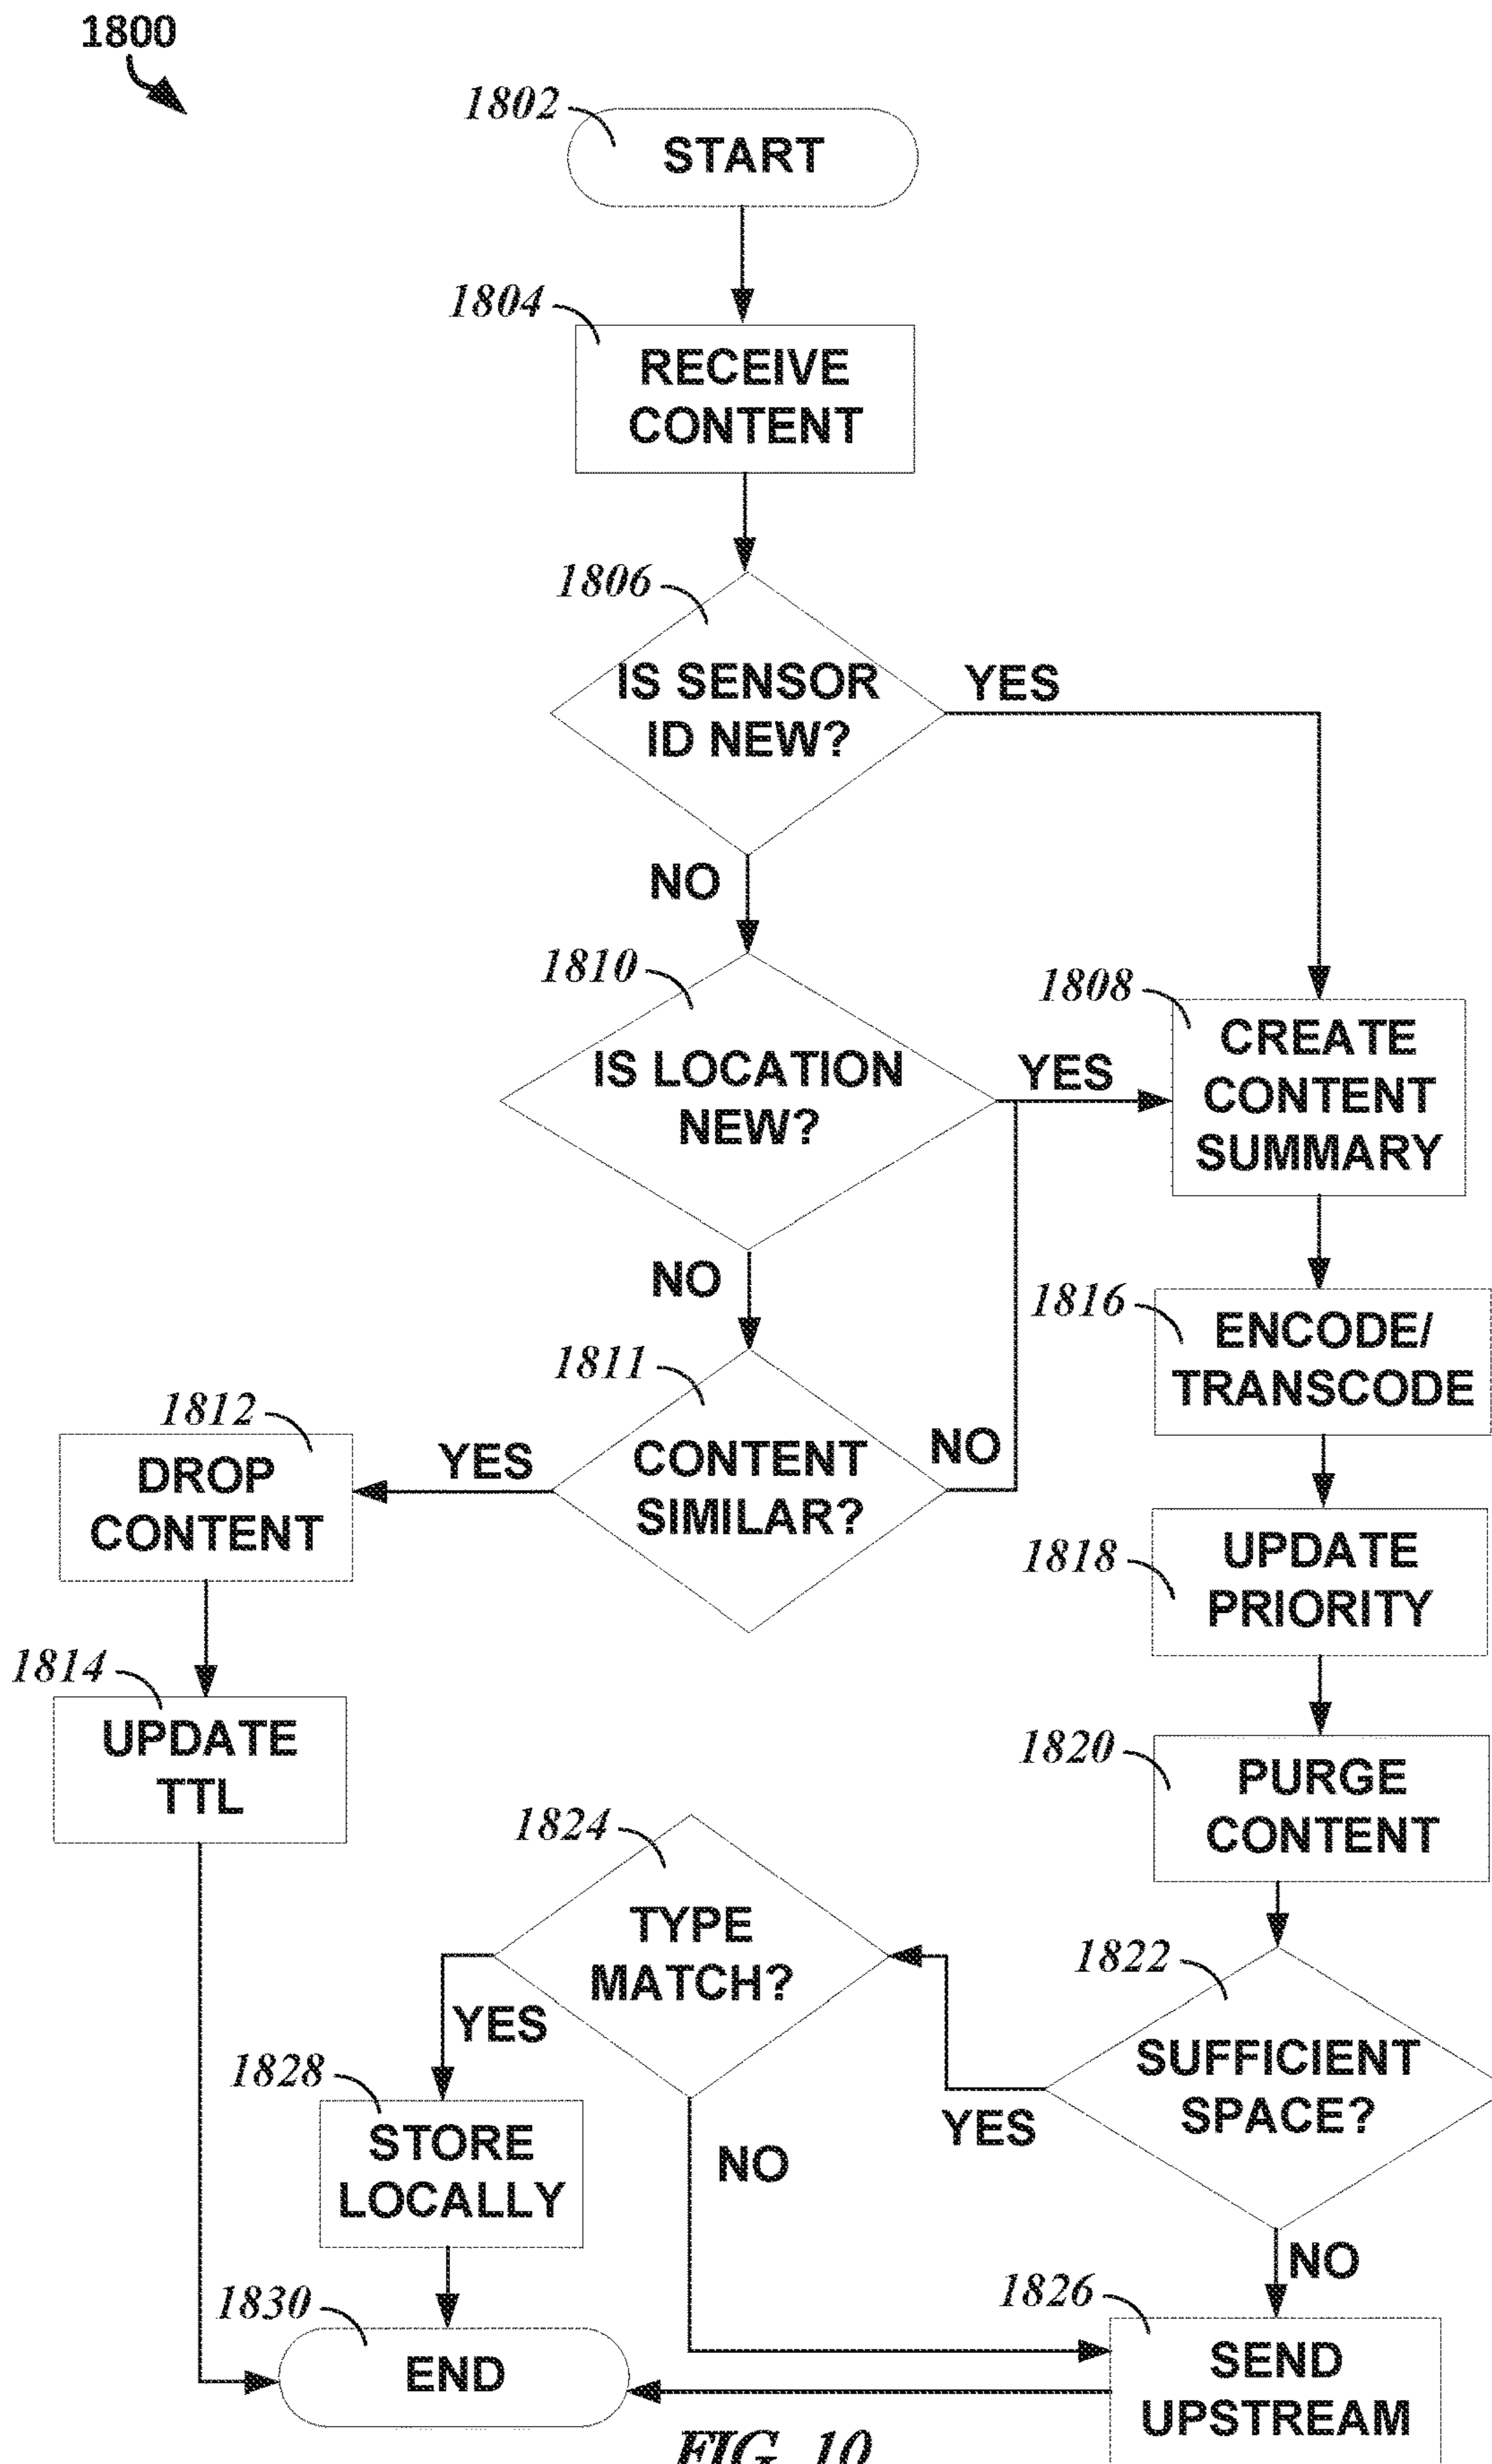 1800
1802
START
1804
RECEIVE
CONTENT
1806
IS SENSOR
ID NEW?
YES
NO
1810
IS LOCATION
NEW?
YES
1808
CREATE
CONTENT
SUMMARY
NO
1811
CONTENT
SIMILAR?
YES
NO
1812
DROP
CONTENT
1814
UPDATE
TTL
1816
ENCODE/
TRANSCODE
1818
UPDATE
PRIORITY
1820
PURGE
CONTENT
1822
SUFFICIENT
SPACE?
YES
NO
1824
TYPE
MATCH?
YES
NO
1828
STORE
LOCALLY
1826
SEND
UPSTREAM
1830
END
FIG. 10